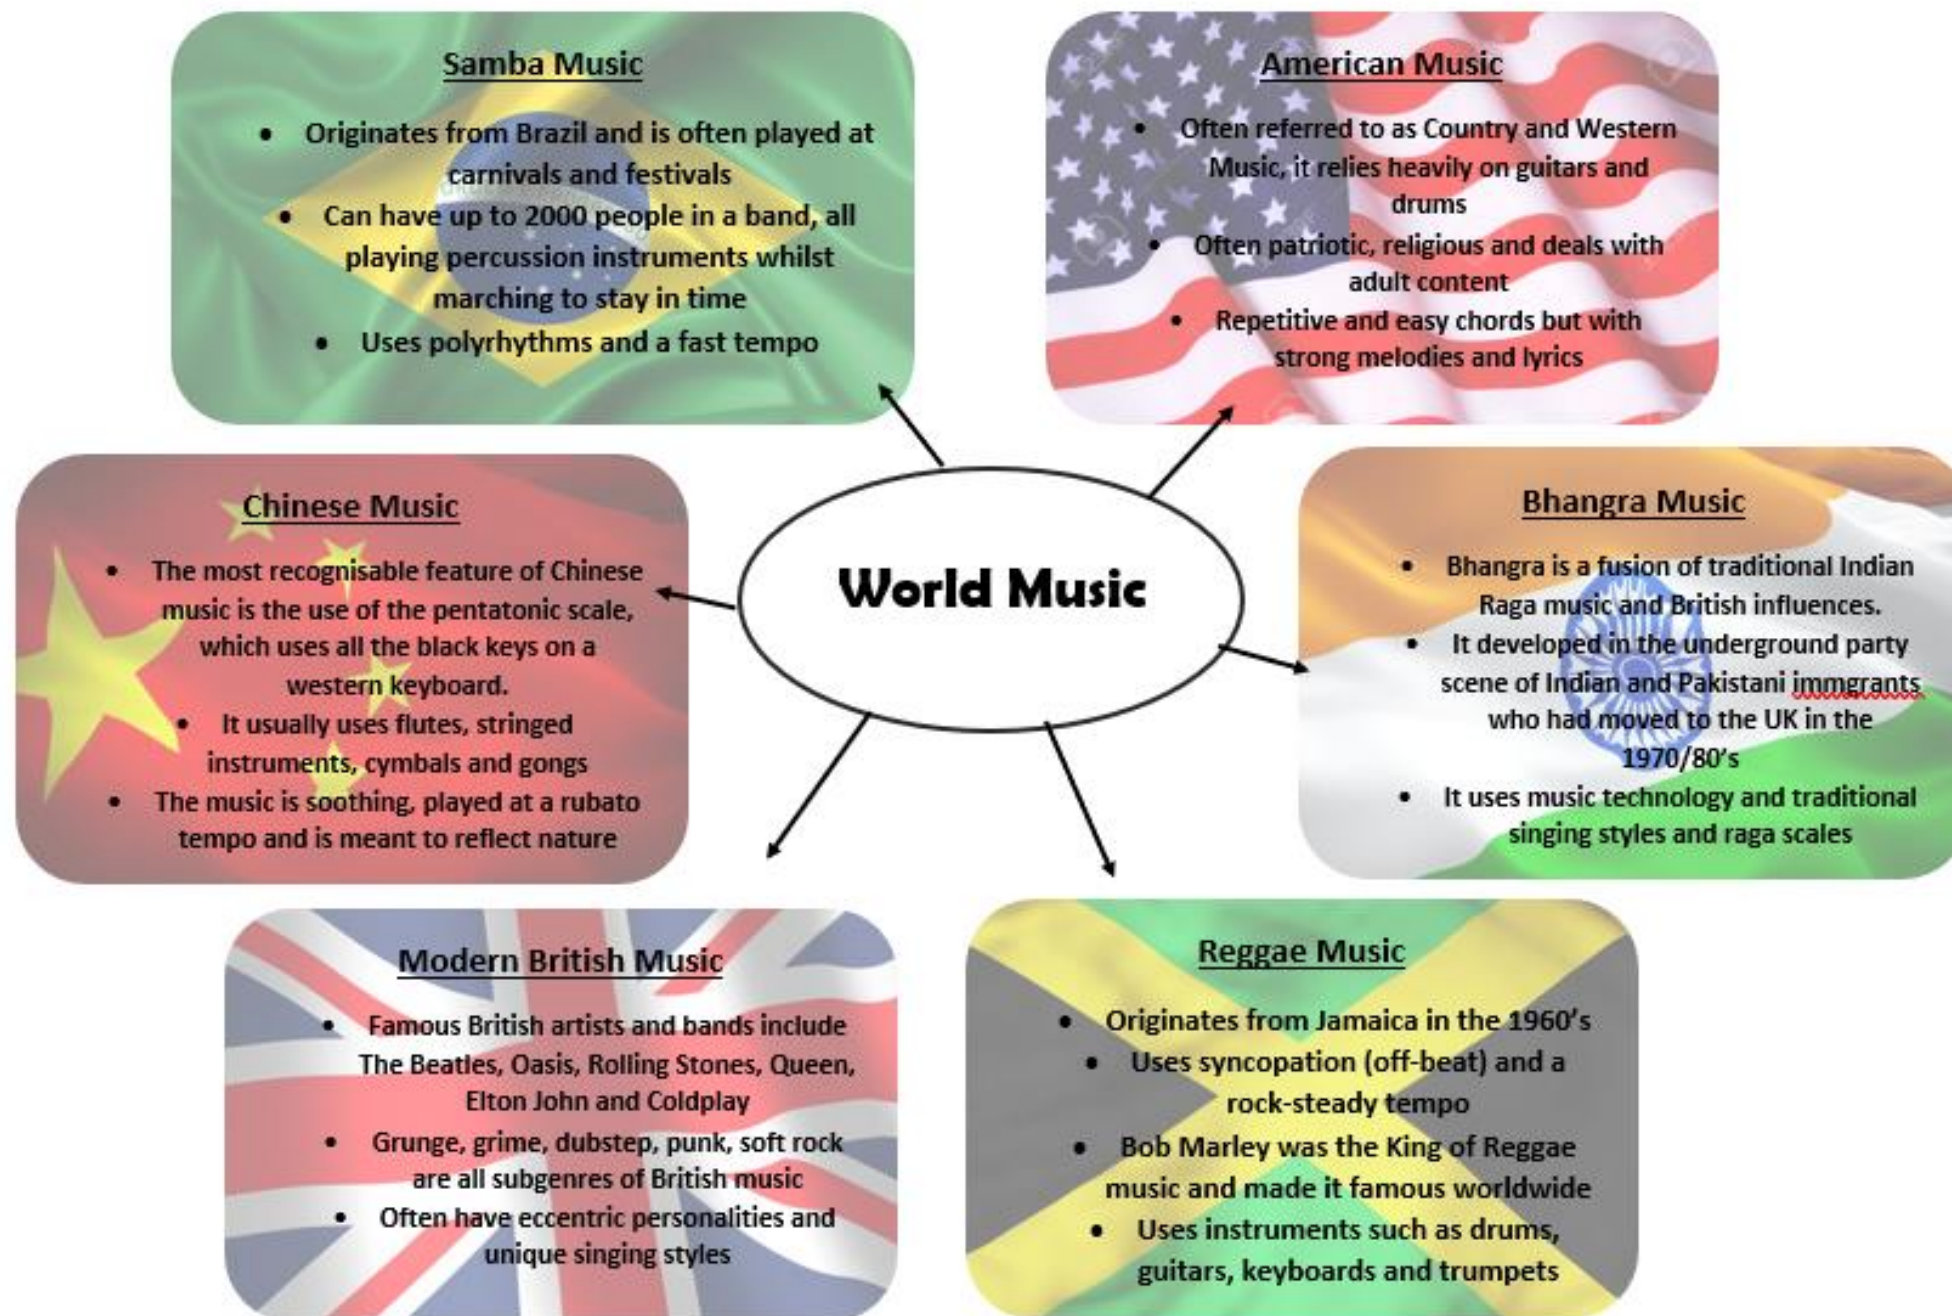 Samba Music
• Originates from Brazil and is often played at
carnivals and festivals
• Can have up to 2000 people in a band, all
playing percussion instruments whilst
marching to stay in time
• Uses polyrhythms and a fast tempo
American Music
• Often referred to as Country and Western
Music, it relies heavily on guitars and
drums
• Often patriotic, religious and deals with
adult content
• Repetitive and easy chords but with
strong melodies and lyrics
Chinese Music
• The most recognisable feature of Chinese
music is the use of the pentatonic scale,
which uses all the black keys on a
western keyboard.
• It usually uses flutes, stringed
instruments, cymbals and gongs
• The music is soothing, played at a rubato
tempo and is meant to reflect nature
World Music
Bhangra Music
• Bhangra is a fusion of traditional Indian
Raga music and British influences.
• It developed in the underground party
scene of Indian and Pakistani immgrants
who had moved to the UK in the
1970/80's
• It uses music technology and traditional
singing styles and raga scales
Modern British Music
• Famous British artists and bands include
The Beatles, Oasis, Rolling Stones, Queen,
Elton John and Coldplay
• Grunge, grime, dubstep, punk, soft rock
are all subgenres of British music
• Often have eccentric personalities and
unique singing styles
Reggae Music
• Originates from Jamaica in the 1960's
• Uses syncopation (off-beat) and a
rock-steady tempo
• Bob Marley was the King of Reggae
music and made it famous worldwide
• Uses instruments such as drums,
guitars, keyboards and trumpets